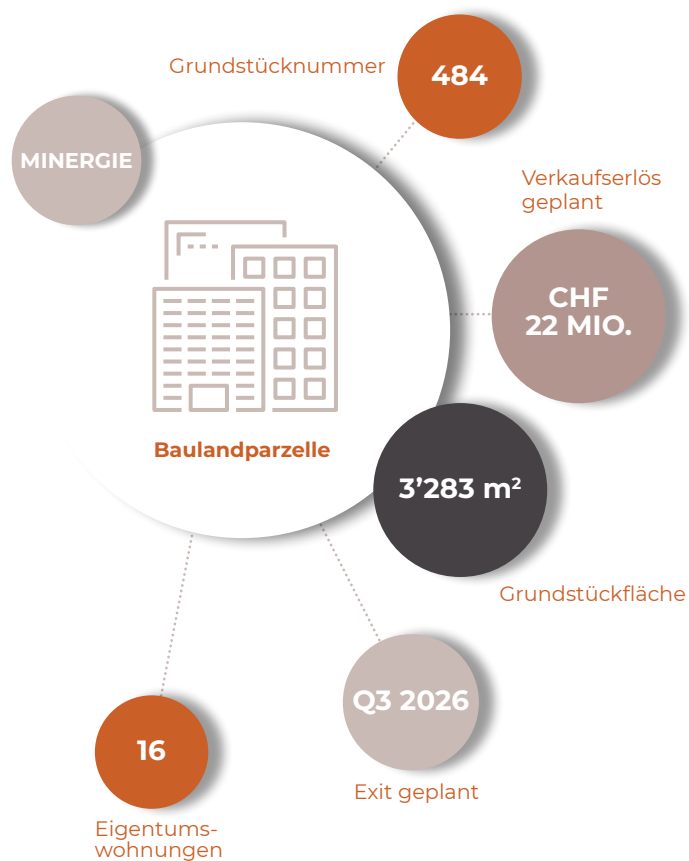 Grundstücknummer
484
MINERGIE
Verkaufserlös
geplant
CHF
22 MIO.
Baulandparzelle
3’283 m²
Grundstückfläche
Q3 2026
Exit geplant
16
Eigentums-
wohnungen